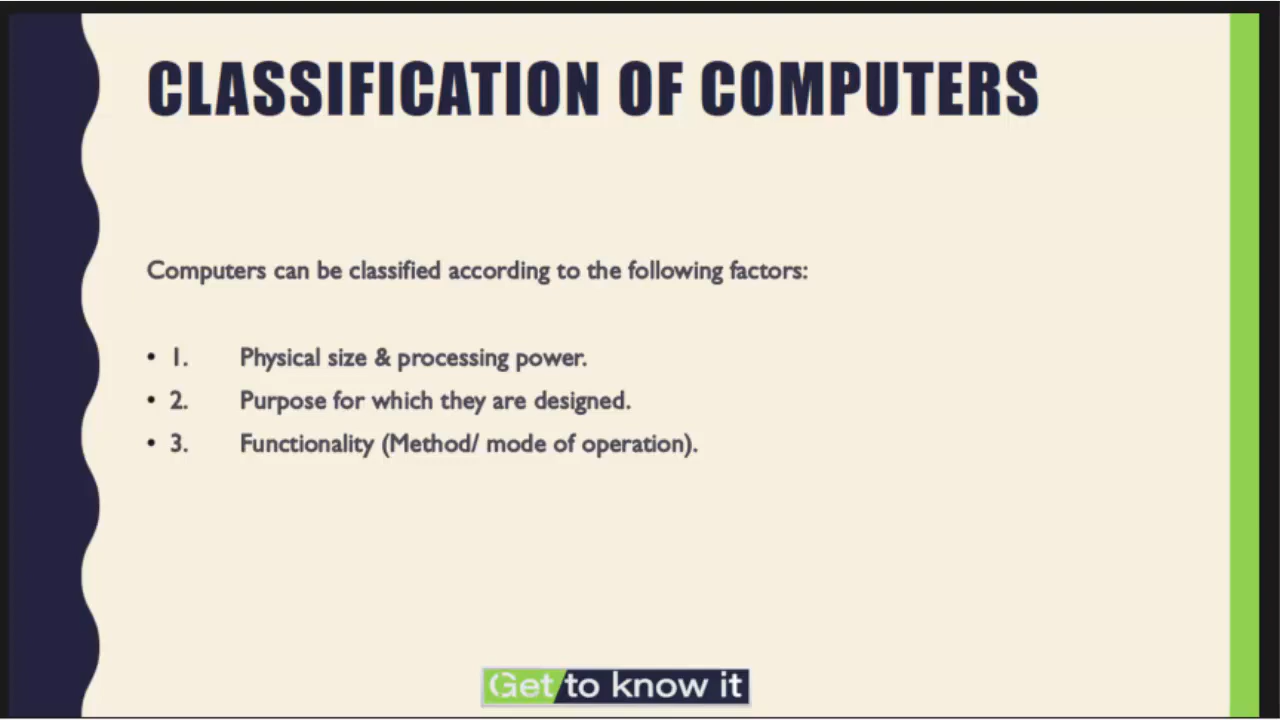 CLASSIFICATION OF COMPUTERS
Computers can be classified according to the following factors:
• 1. Physical size & processing power.
• 2. Purpose for which they are designed.
• 3. Functionality (Method/ mode of operation).
Get to know it